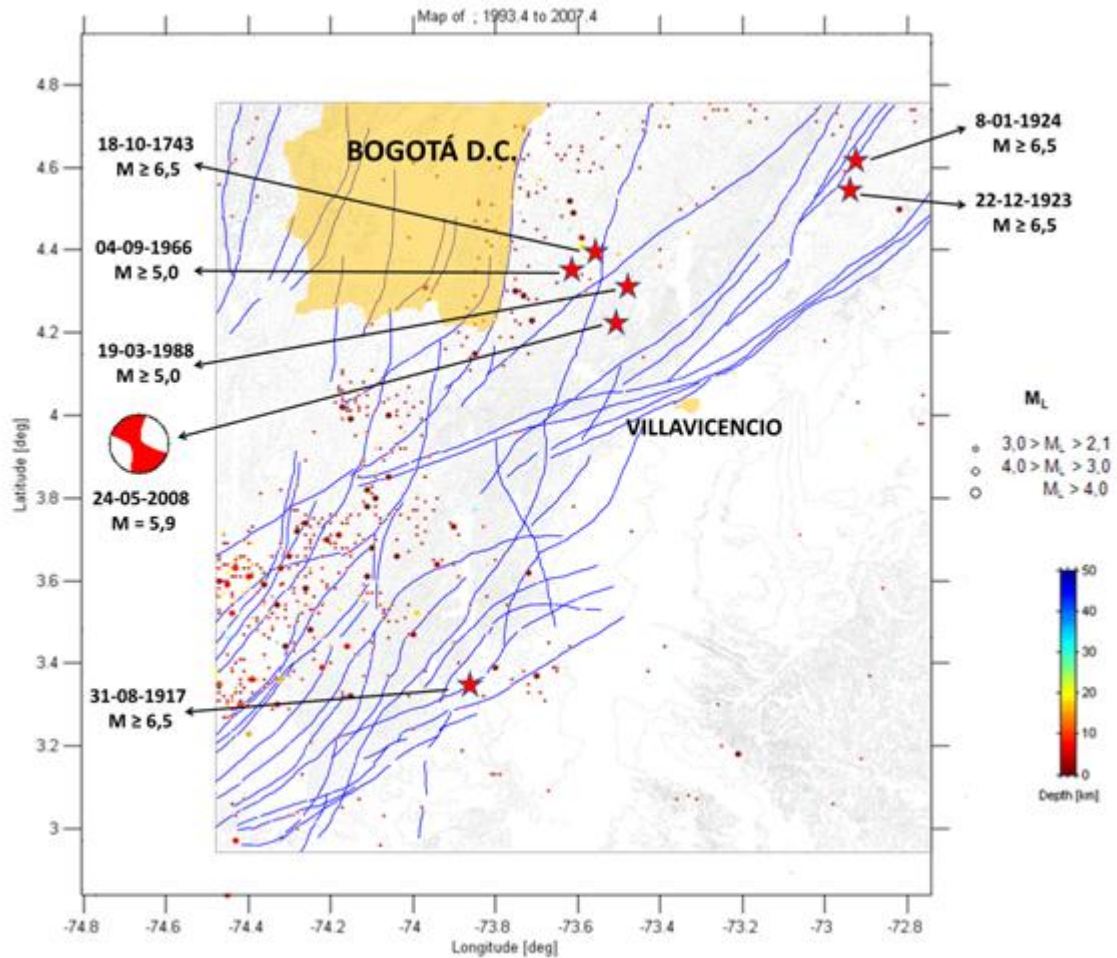 Map of ; 1993.4 to 2007.4
4.8
4.6
4.4
4.2
4
3.8
3.6
3.4
3.2
3
Latitude [deg]
BOGOTÁ D.C.
18-10-1743
M ≥ 6,5
04-09-1966
M ≥ 5,0
19-03-1988
M ≥ 5,0
24-05-2008
M = 5,9
31-08-1917
M ≥ 6,5
8-01-1924
M ≥ 6,5
22-12-1923
M ≥ 6,5
VILLAVICENCIO
M_L
3,0 > M_L > 2,1
4,0 > M_L > 3,0
M_L > 4,0
50
40
30
20
10
0
Depth [km]
-74.8 -74.6 -74.4 -74.2 -74 -73.8 -73.6 -73.4 -73.2 -73 -72.8
Longitude [deg]